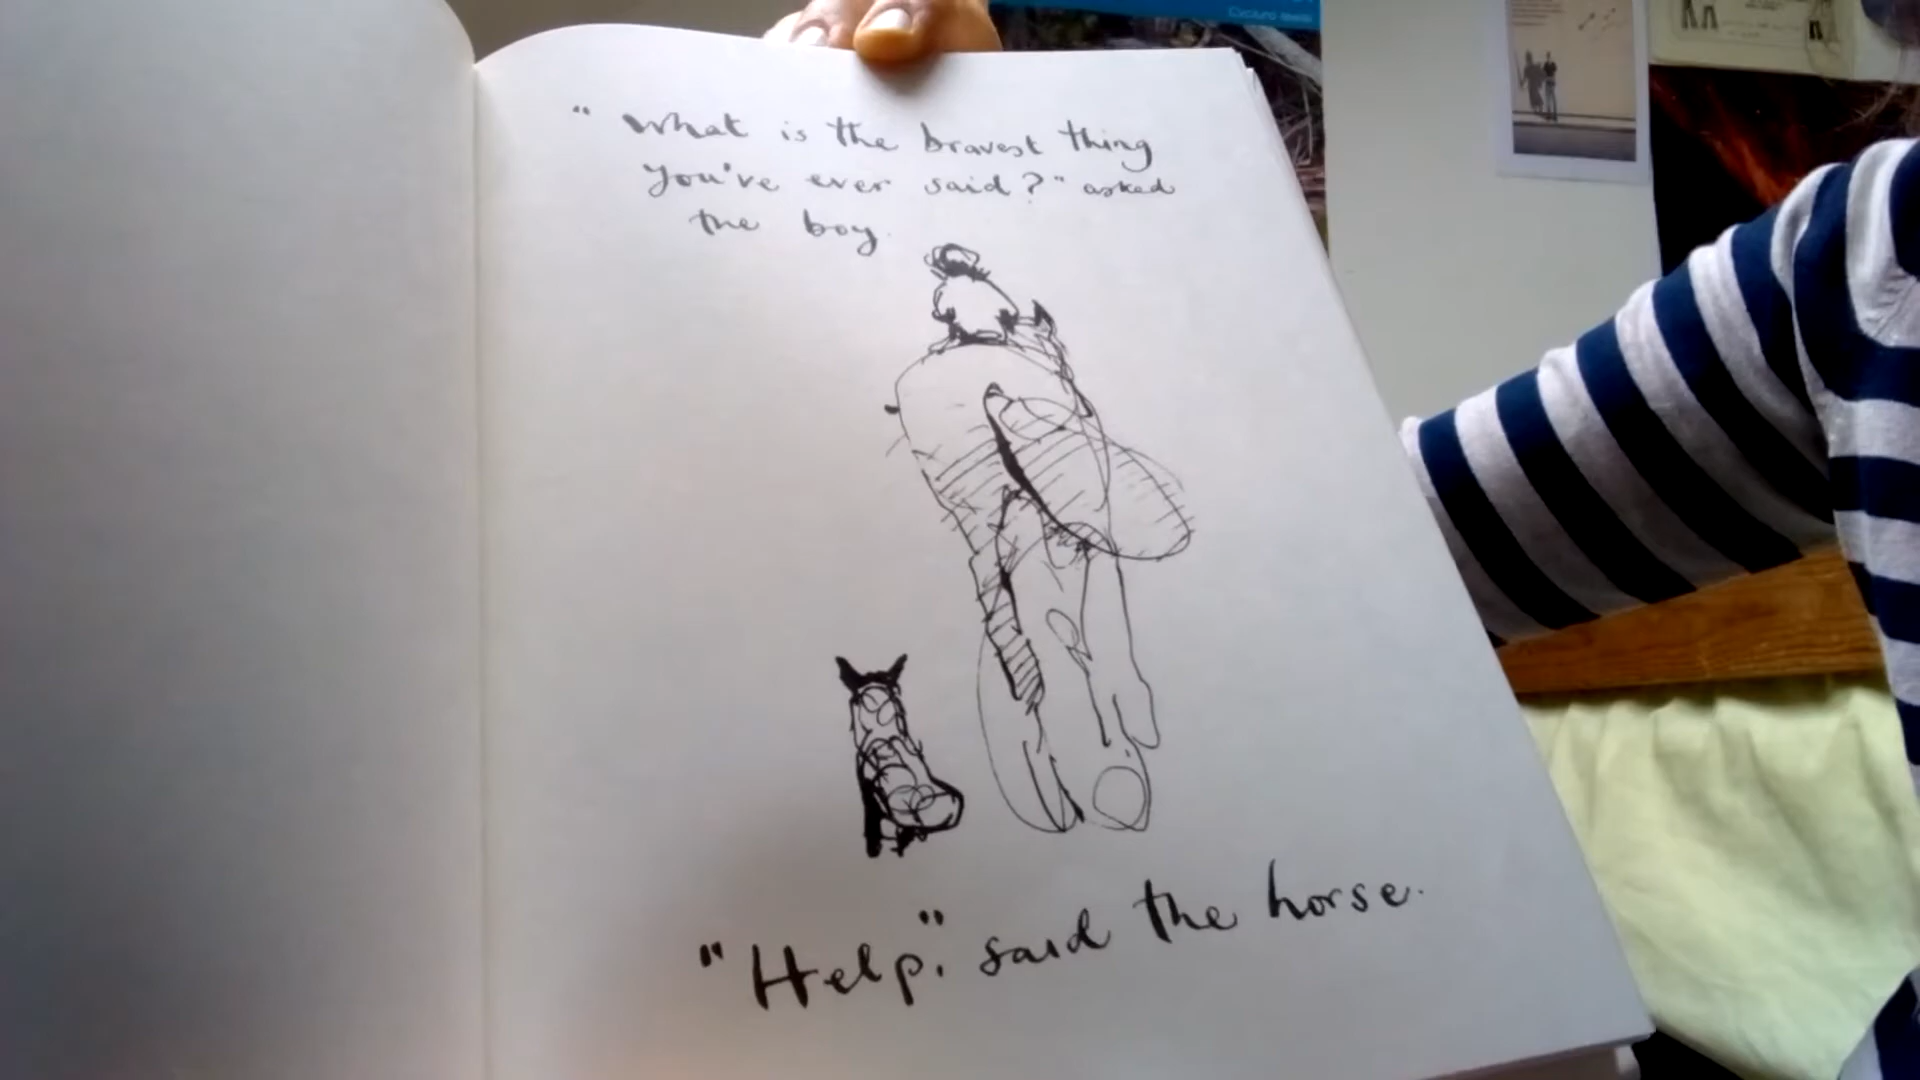 " What is the bravest thing
you've ever said?" asked
the boy.
"Help." said the horse.